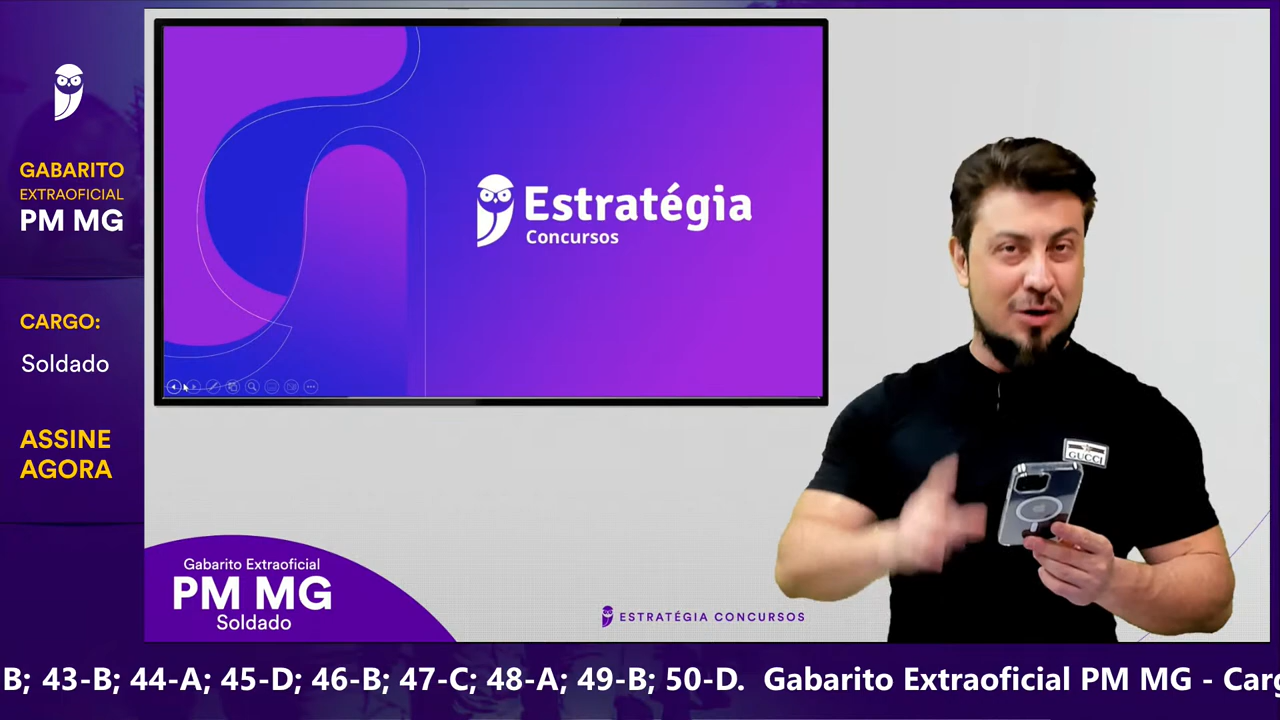 GABARITO
EXTRAOFICIAL
PM MG
CARGO:
Soldado
ASSINE
AGORA
Estratégia
Concursos
GUCCI
Gabarito Extraoficial
PM MG
Soldado
ESTRATÉGIA CONCURSOS
B; 43-B; 44-A; 45-D; 46-B; 47-C; 48-A; 49-B; 50-D. Gabarito Extraoficial PM MG - Carg